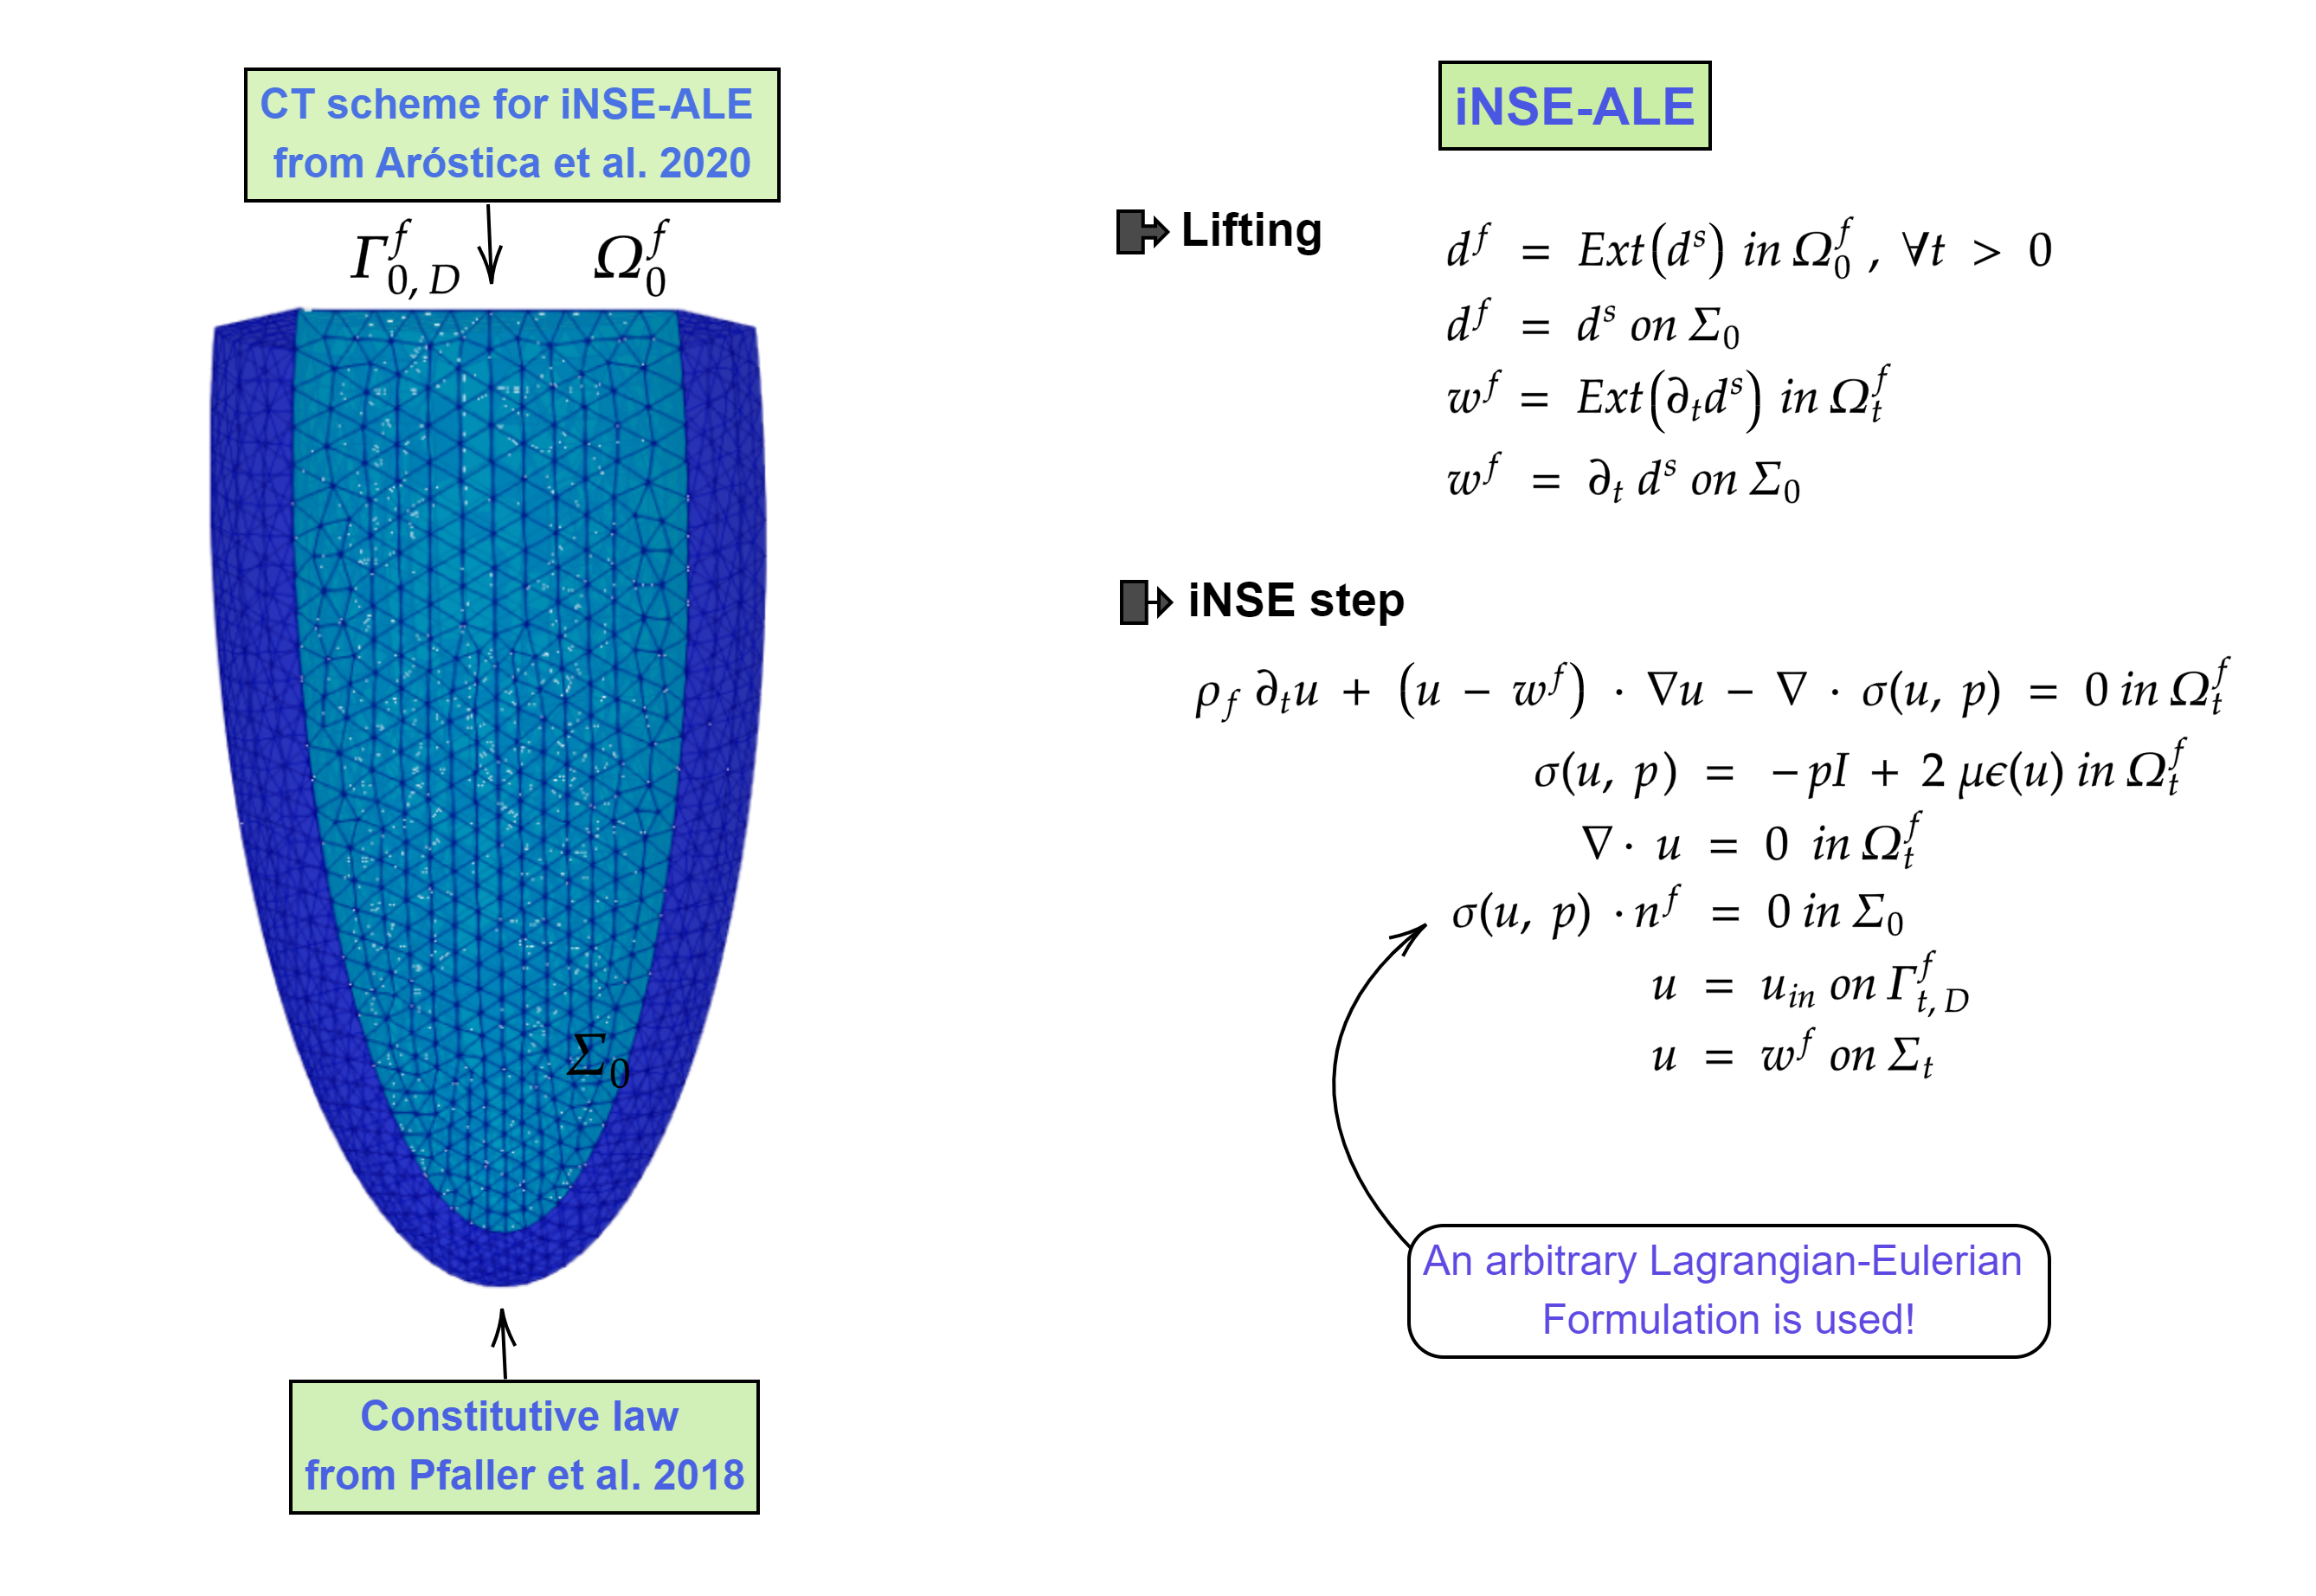 CT scheme for iNSE-ALE
from Aróstica et al. 2020
Γ^f_{0, D}
Ω^f_0
Σ_0
Constitutive law
from Pfaller et al. 2018
iNSE-ALE
Lifting
d^f = Ext(d^s) in Ω^f_0 , ∀t > 0
d^f = d^s on Σ_0
w^f = Ext(∂_t d^s) in Ω^f_t
w^f = ∂_t d^s on Σ_0
iNSE step
ρ_f ∂_t u + (u − w^f) · ∇u − ∇ · σ(u, p) = 0 in Ω^f_t
σ(u, p) = −pI + 2 μϵ(u) in Ω^f_t
∇ · u = 0 in Ω^f_t
σ(u, p) · n^f = 0 in Σ_0
u = u_{in} on Γ^f_{t, D}
u = w^f on Σ_t
An arbitrary Lagrangian-Eulerian
Formulation is used!